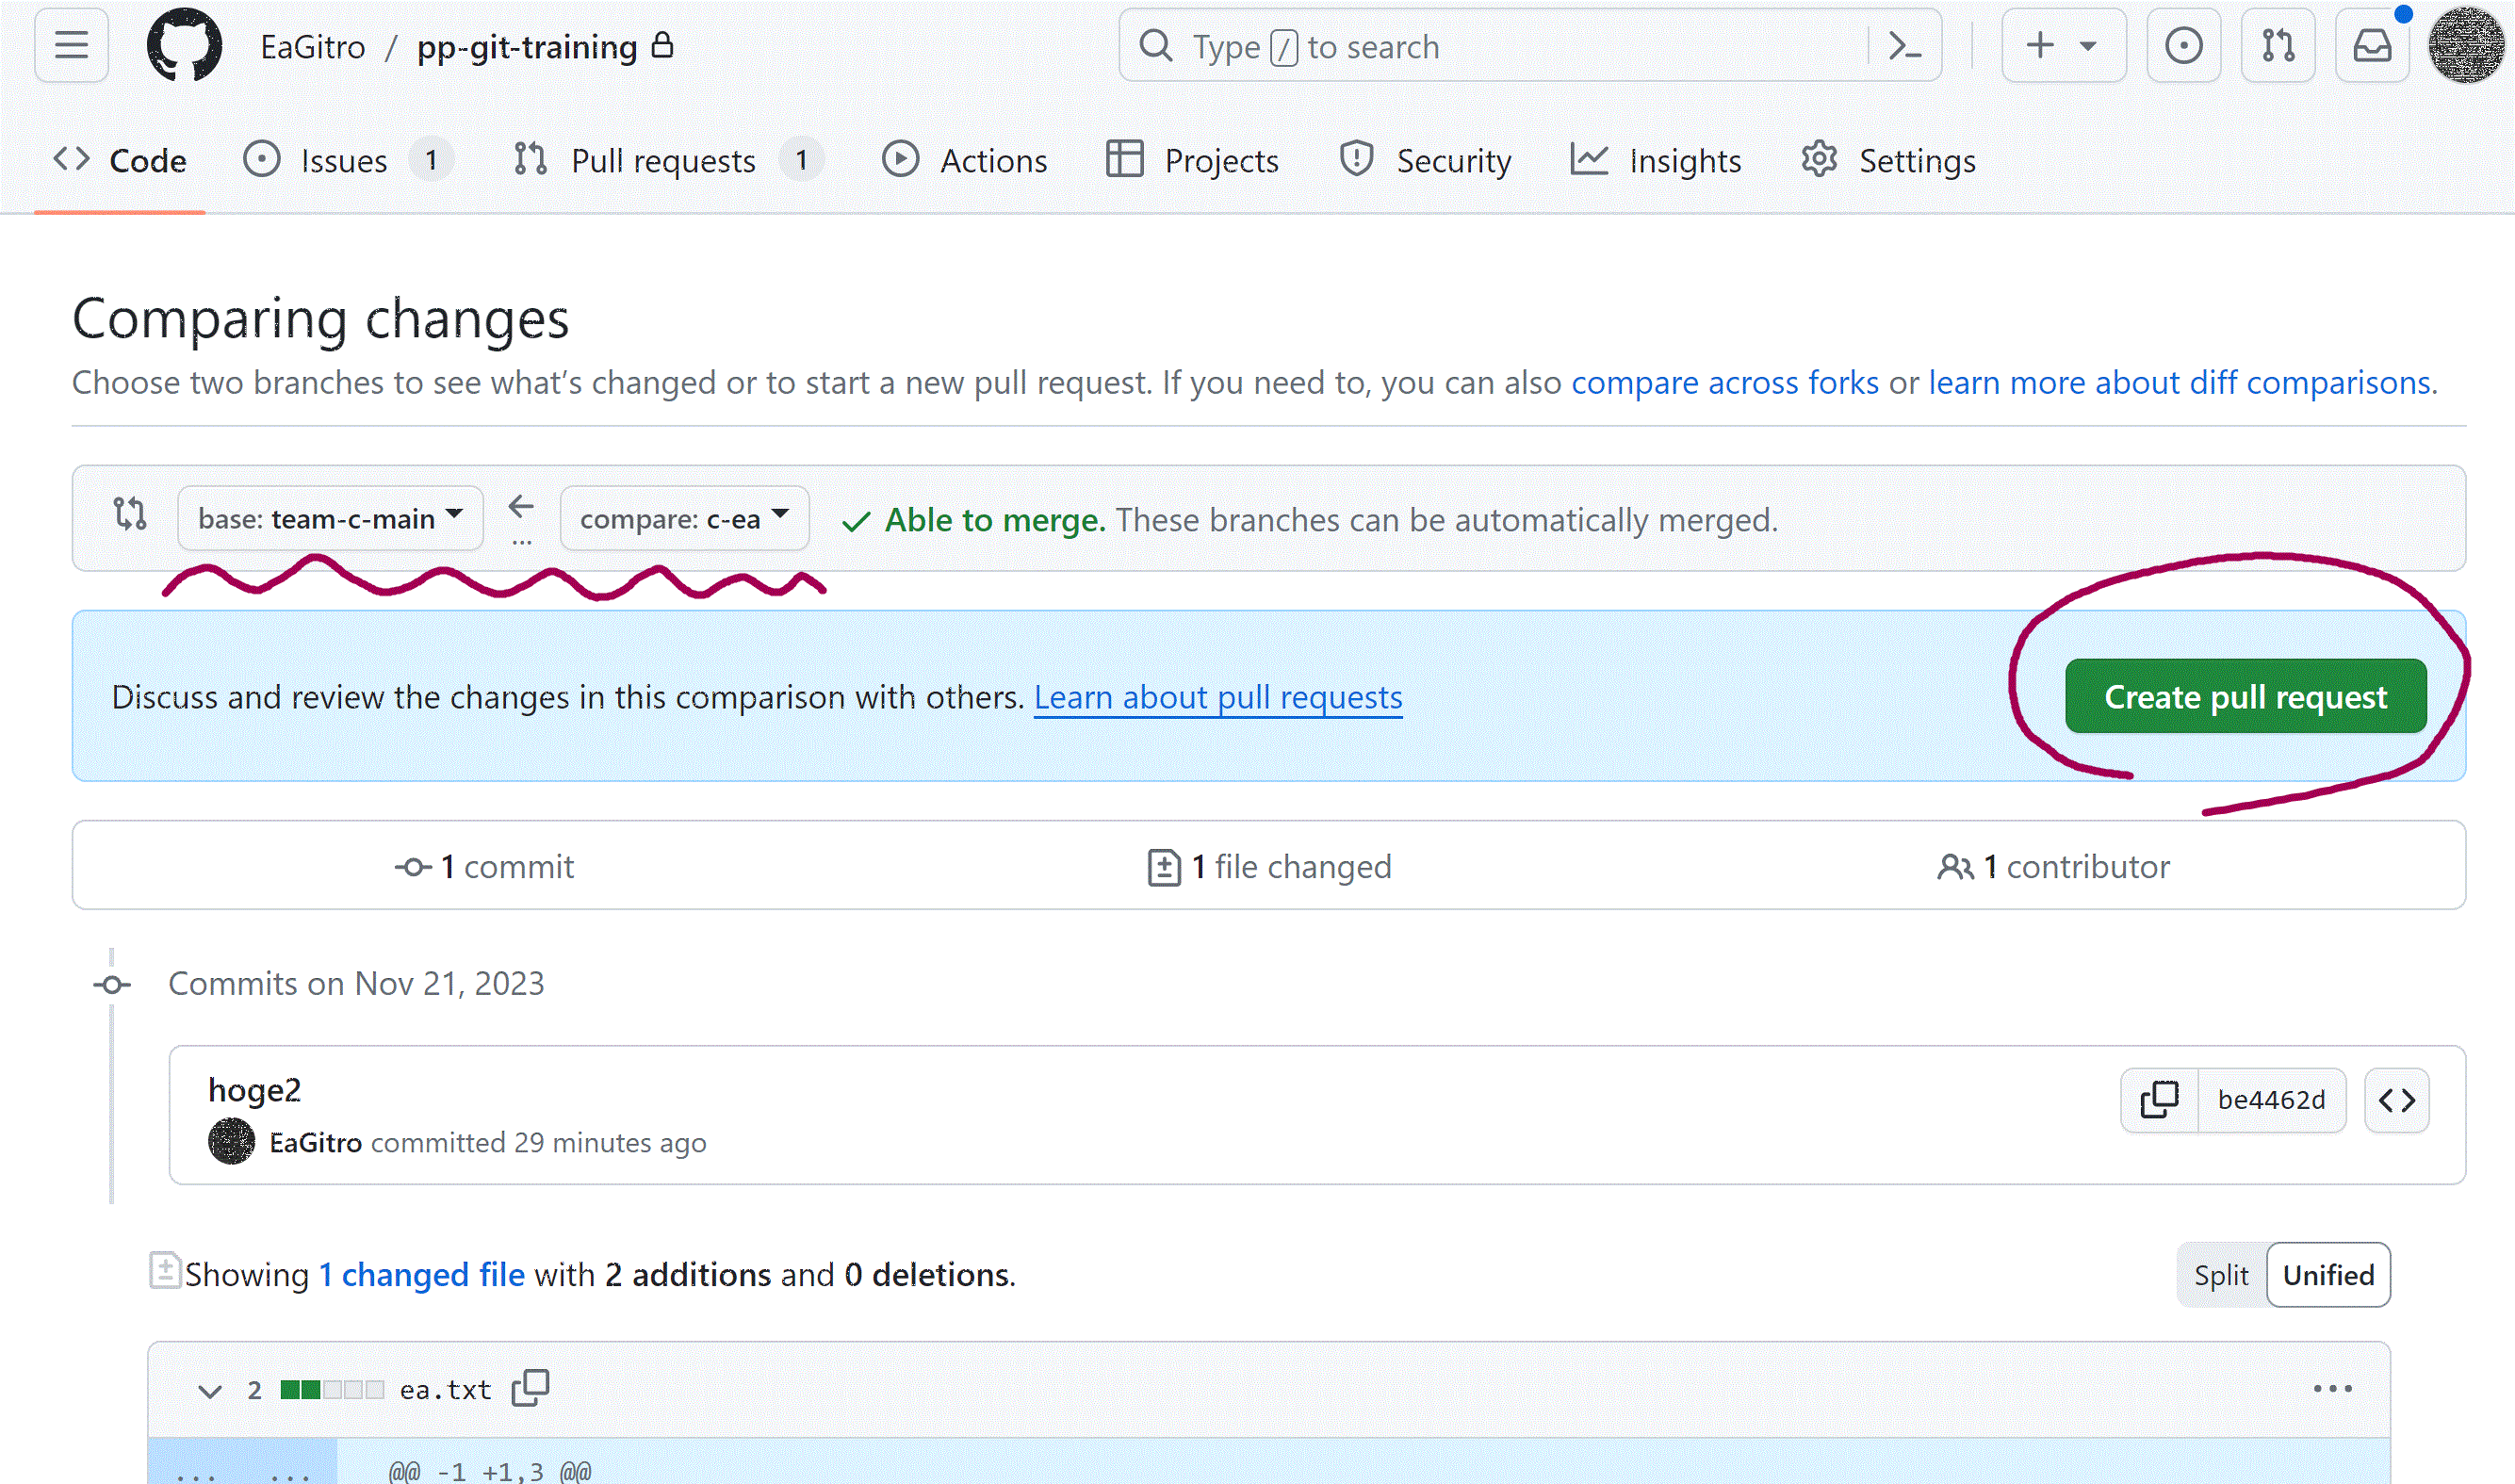 EaGitro / pp-git-training
Type / to search
Code Issues 1 Pull requests 1 Actions Projects Security Insights Settings
Comparing changes
Choose two branches to see what's changed or to start a new pull request. If you need to, you can also compare across forks or learn more about diff comparisons.
base: team-c-main ... compare: c-ea Able to merge. These branches can be automatically merged.
Discuss and review the changes in this comparison with others. Learn about pull requests Create pull request
1 commit 1 file changed 1 contributor
Commits on Nov 21, 2023
hoge2
be4462d
EaGitro committed 29 minutes ago
Showing 1 changed file with 2 additions and 0 deletions. Split Unified
2 ea.txt
... ... @@ -1 +1,3 @@